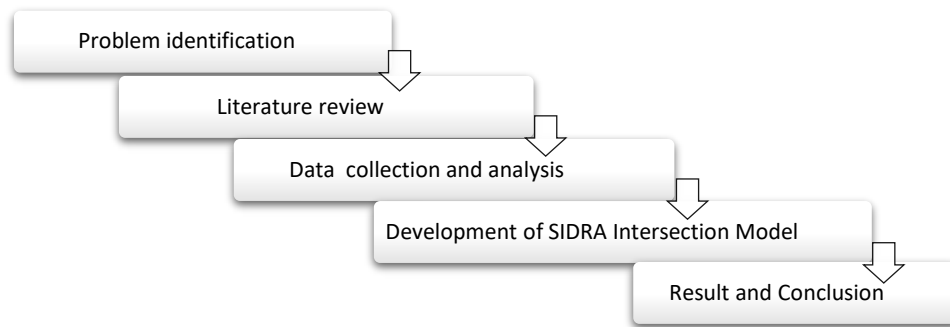 Problem identification
Literature review
Data collection and analysis
Development of SIDRA Intersection Model
Result and Conclusion